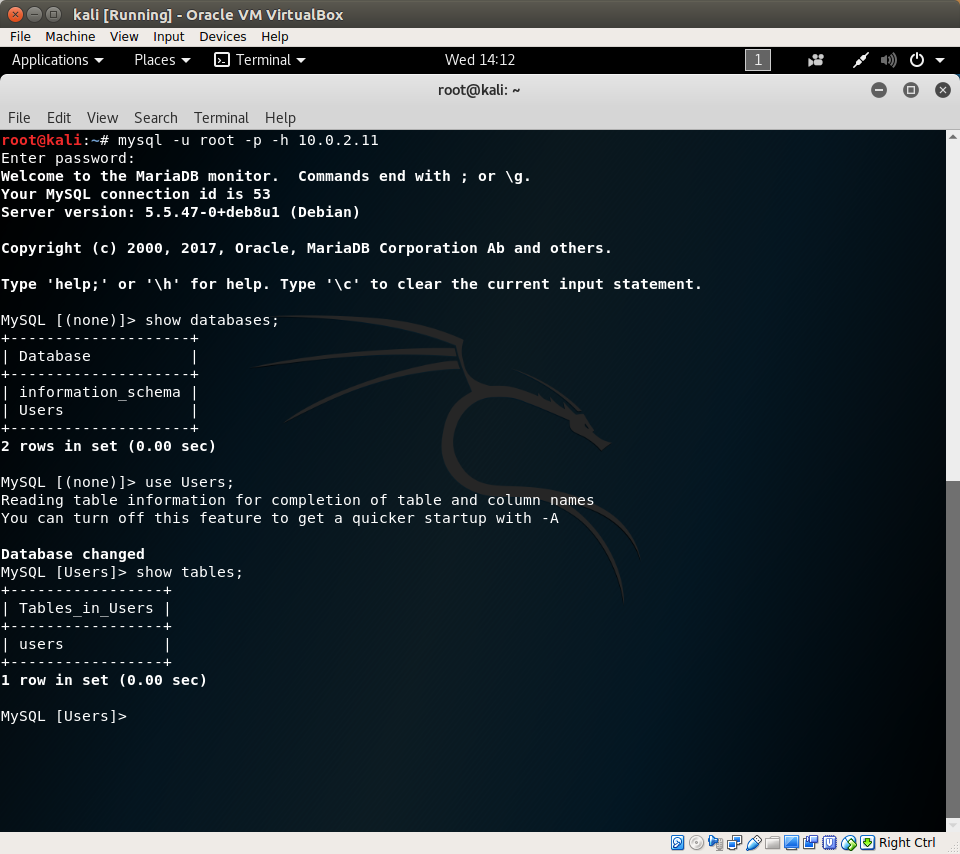 kali [Running] - Oracle VM VirtualBox
File Machine View Input Devices Help
Applications Places Terminal Wed 14:12 1
root@kali: ~
File Edit View Search Terminal Help
root@kali:~# mysql -u root -p -h 10.0.2.11
Enter password:
Welcome to the MariaDB monitor.  Commands end with ; or \g.
Your MySQL connection id is 53
Server version: 5.5.47-0+deb8u1 (Debian)

Copyright (c) 2000, 2017, Oracle, MariaDB Corporation Ab and others.

Type 'help;' or '\h' for help. Type '\c' to clear the current input statement.

MySQL [(none)]> show databases;
+--------------------+
| Database           |
+--------------------+
| information_schema |
| Users              |
+--------------------+
2 rows in set (0.00 sec)

MySQL [(none)]> use Users;
Reading table information for completion of table and column names
You can turn off this feature to get a quicker startup with -A

Database changed
MySQL [Users]> show tables;
+-----------------+
| Tables_in_Users |
+-----------------+
| users           |
+-----------------+
1 row in set (0.00 sec)

MySQL [Users]>
Right Ctrl